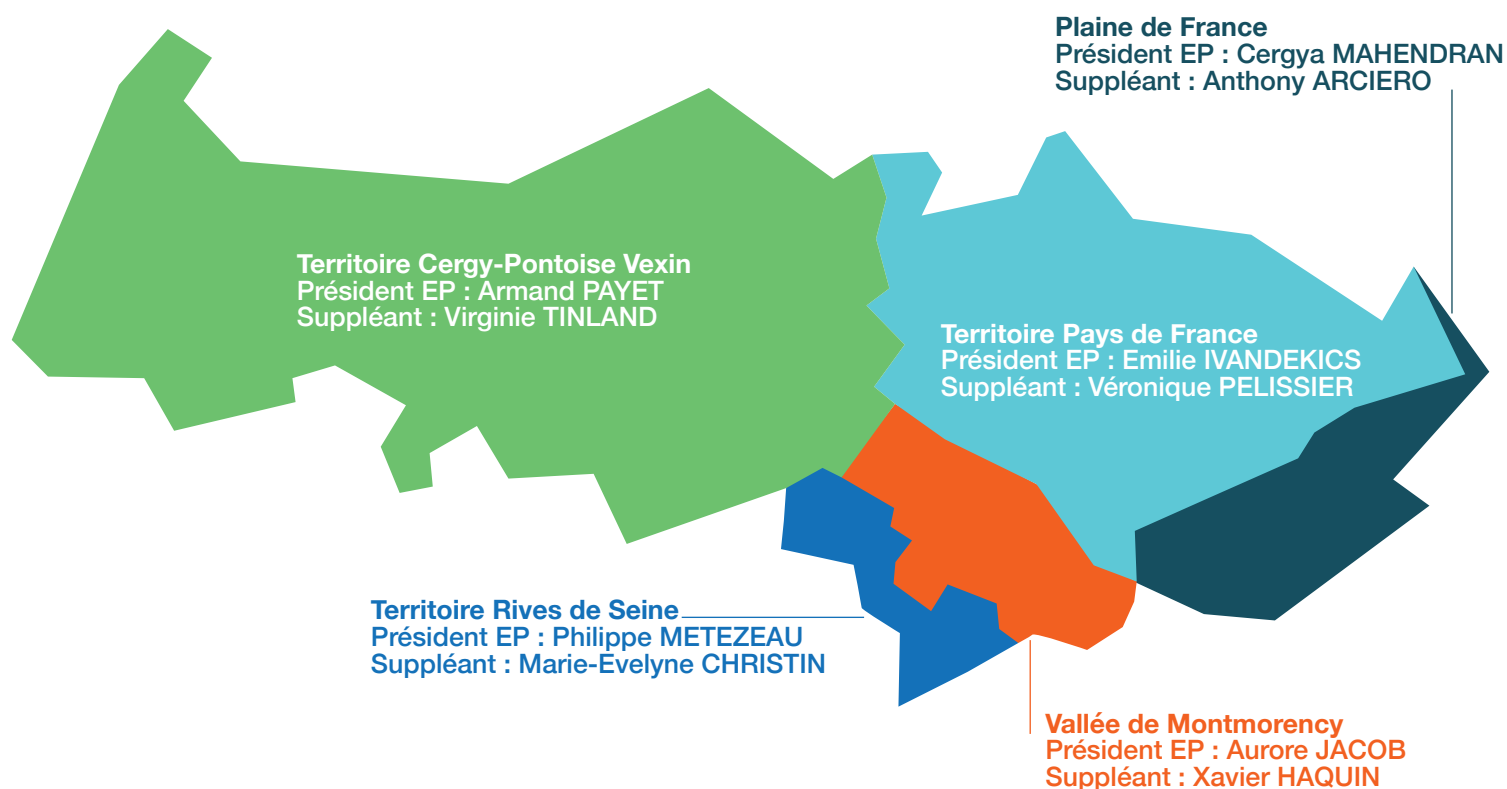 Plaine de France
Président EP : Cergya MAHENDRAN
Suppléant : Anthony ARCIERO
Territoire Cergy-Pontoise Vexin
Président EP : Armand PAYET
Suppléant : Virginie TINLAND
Territoire Pays de France
Président EP : Emilie IVANDEKICS
Suppléant : Véronique PELISSIER
Territoire Rives de Seine
Président EP : Philippe METEZEAU
Suppléant : Marie-Evelyne CHRISTIN
Vallée de Montmorency
Président EP : Aurore JACOB
Suppléant : Xavier HAQUIN